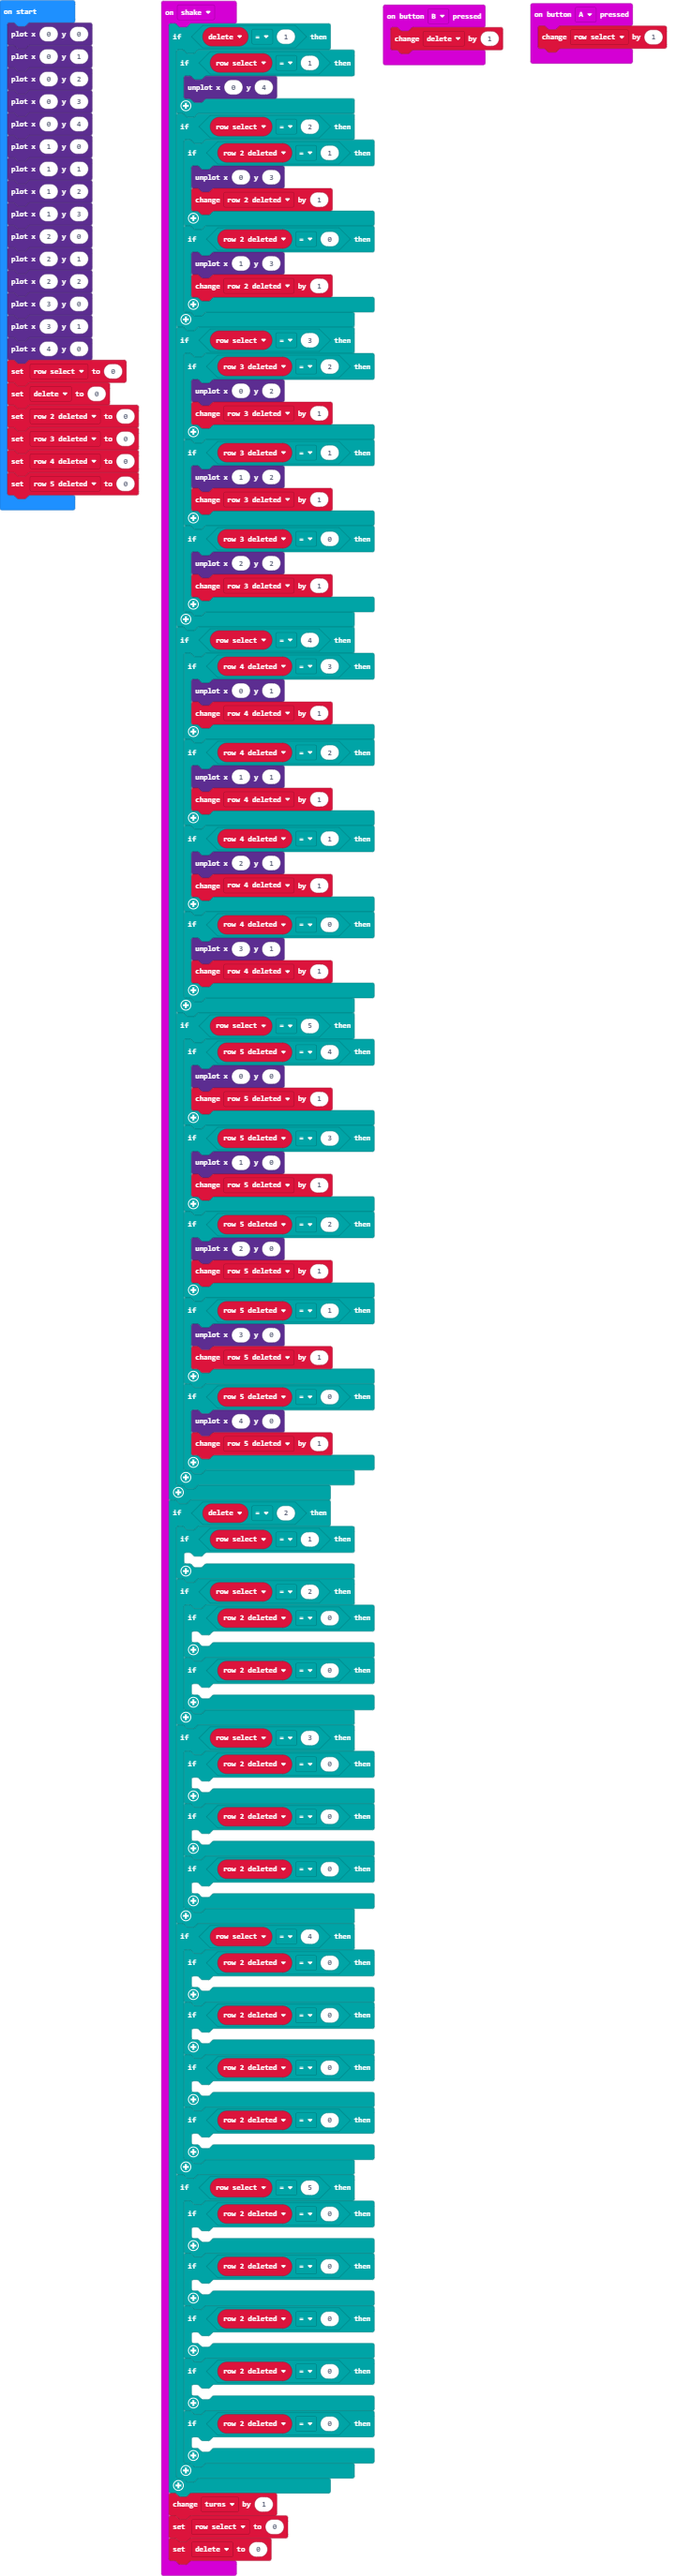 on start
plot x 0 y 0
plot x 0 y 1
plot x 0 y 2
plot x 0 y 3
plot x 0 y 4
plot x 1 y 0
plot x 1 y 1
plot x 1 y 2
plot x 1 y 3
plot x 2 y 0
plot x 2 y 1
plot x 2 y 2
plot x 3 y 0
plot x 3 y 1
plot x 4 y 0
set row select to 0
set delete to 0
set row 2 deleted to 0
set row 3 deleted to 0
set row 4 deleted to 0
set row 5 deleted to 0
on shake
if delete = 1 then
if row select = 1 then
unplot x 0 y 4
if row select = 2 then
if row 2 deleted = 1 then
unplot x 0 y 3
change row 2 deleted by 1
if row 2 deleted = 0 then
unplot x 1 y 3
change row 2 deleted by 1
if row select = 3 then
if row 3 deleted = 2 then
unplot x 0 y 2
change row 3 deleted by 1
if row 3 deleted = 1 then
unplot x 1 y 2
change row 3 deleted by 1
if row 3 deleted = 0 then
unplot x 2 y 2
change row 3 deleted by 1
if row select = 4 then
if row 4 deleted = 3 then
unplot x 0 y 1
change row 4 deleted by 1
if row 4 deleted = 2 then
unplot x 1 y 1
change row 4 deleted by 1
if row 4 deleted = 1 then
unplot x 2 y 1
change row 4 deleted by 1
if row 4 deleted = 0 then
unplot x 3 y 1
change row 4 deleted by 1
if row select = 5 then
if row 5 deleted = 4 then
unplot x 0 y 0
change row 5 deleted by 1
if row 5 deleted = 3 then
unplot x 1 y 0
change row 5 deleted by 1
if row 5 deleted = 2 then
unplot x 2 y 0
change row 5 deleted by 1
if row 5 deleted = 1 then
unplot x 3 y 0
change row 5 deleted by 1
if row 5 deleted = 0 then
unplot x 4 y 0
change row 5 deleted by 1
if delete = 2 then
if row select = 1 then
if row select = 2 then
if row 2 deleted = 0 then
if row 2 deleted = 0 then
if row select = 3 then
if row 2 deleted = 0 then
if row 2 deleted = 0 then
if row 2 deleted = 0 then
if row select = 4 then
if row 2 deleted = 0 then
if row 2 deleted = 0 then
if row 2 deleted = 0 then
if row 2 deleted = 0 then
if row select = 5 then
if row 2 deleted = 0 then
if row 2 deleted = 0 then
if row 2 deleted = 0 then
if row 2 deleted = 0 then
if row 2 deleted = 0 then
change turns by 1
set row select to 0
set delete to 0
on button B pressed
change delete by 1
on button A pressed
change row select by 1